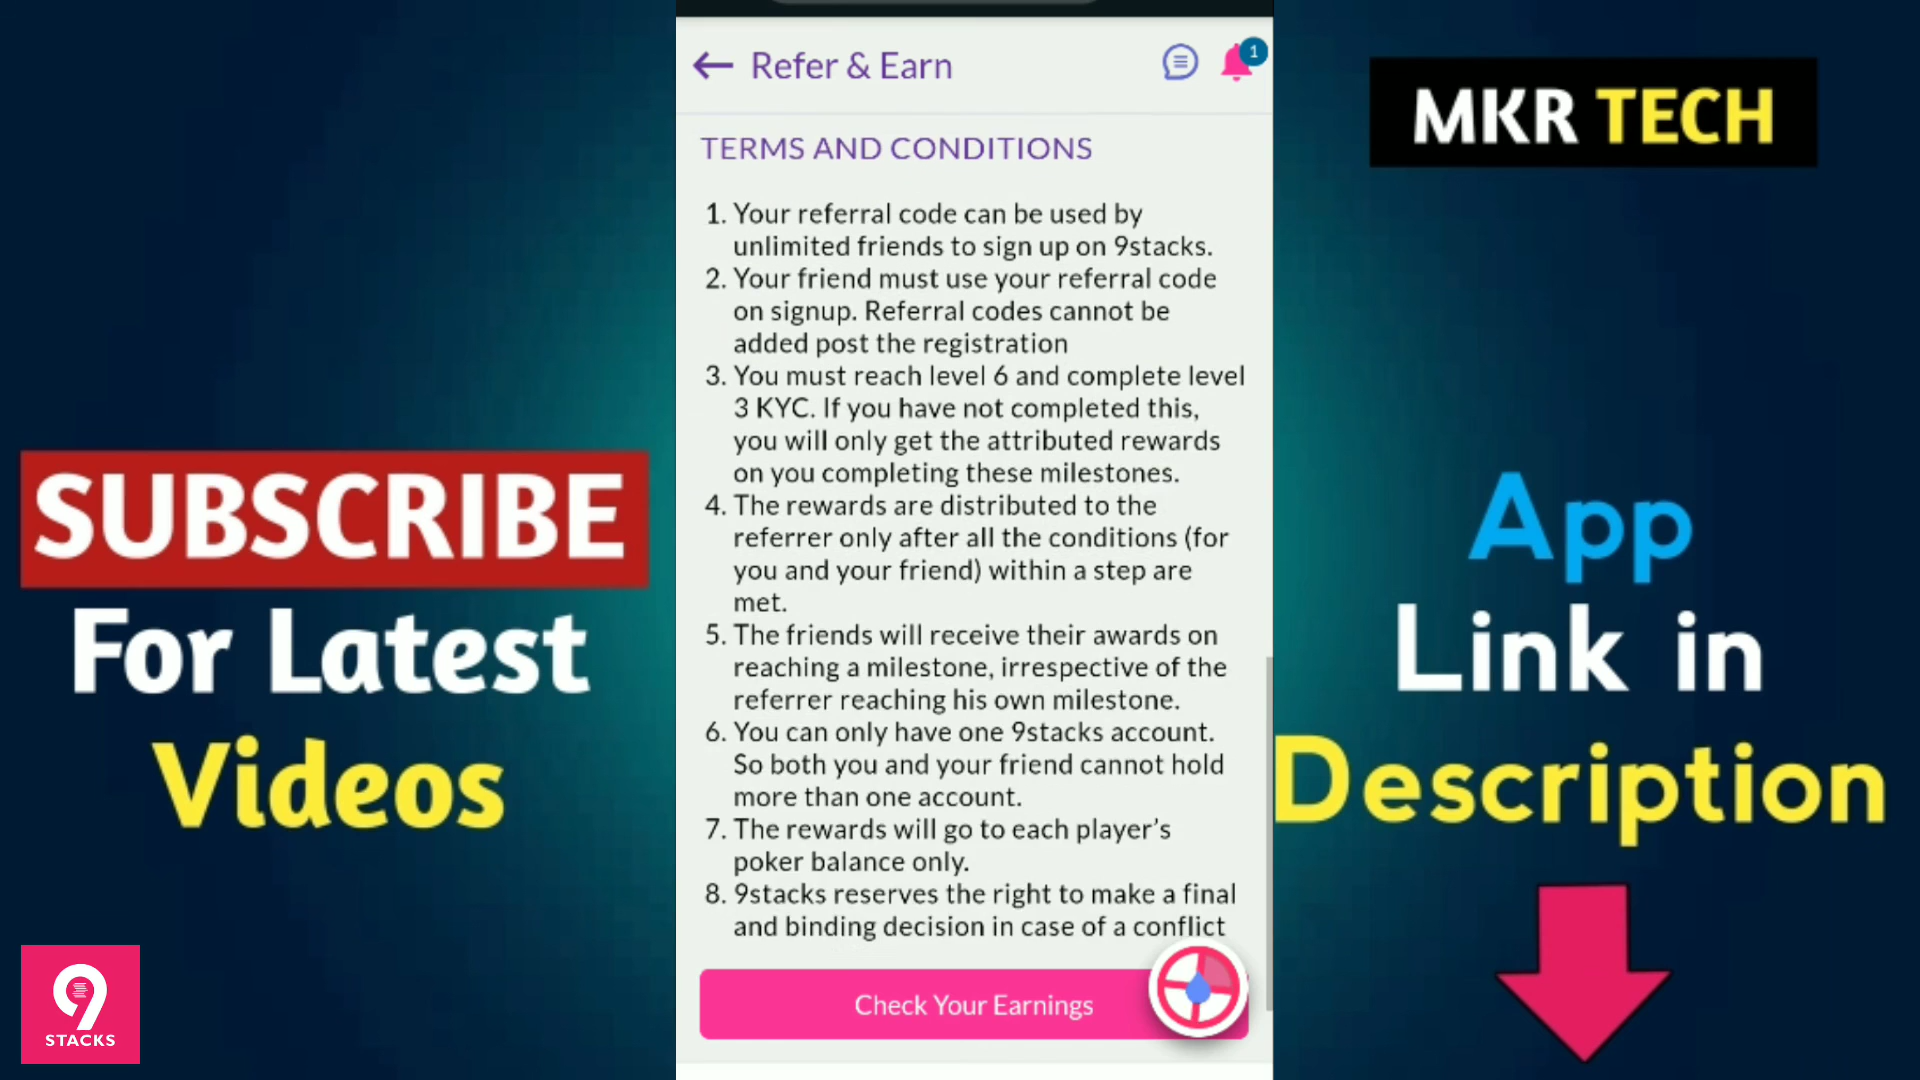 Refer & Earn
1
TERMS AND CONDITIONS
1. Your referral code can be used by
unlimited friends to sign up on 9stacks.
2. Your friend must use your referral code
on signup. Referral codes cannot be
added post the registration
3. You must reach level 6 and complete level
3 KYC. If you have not completed this,
you will only get the attributed rewards
on you completing these milestones.
4. The rewards are distributed to the
referrer only after all the conditions (for
you and your friend) within a step are
met.
5. The friends will receive their awards on
reaching a milestone, irrespective of the
referrer reaching his own milestone.
6. You can only have one 9stacks account.
So both you and your friend cannot hold
more than one account.
7. The rewards will go to each player’s
poker balance only.
8. 9stacks reserves the right to make a final
and binding decision in case of a conflict
Check Your Earnings
SUBSCRIBE
For Latest
Videos
9
STACKS
MKR TECH
App
Link in
Description